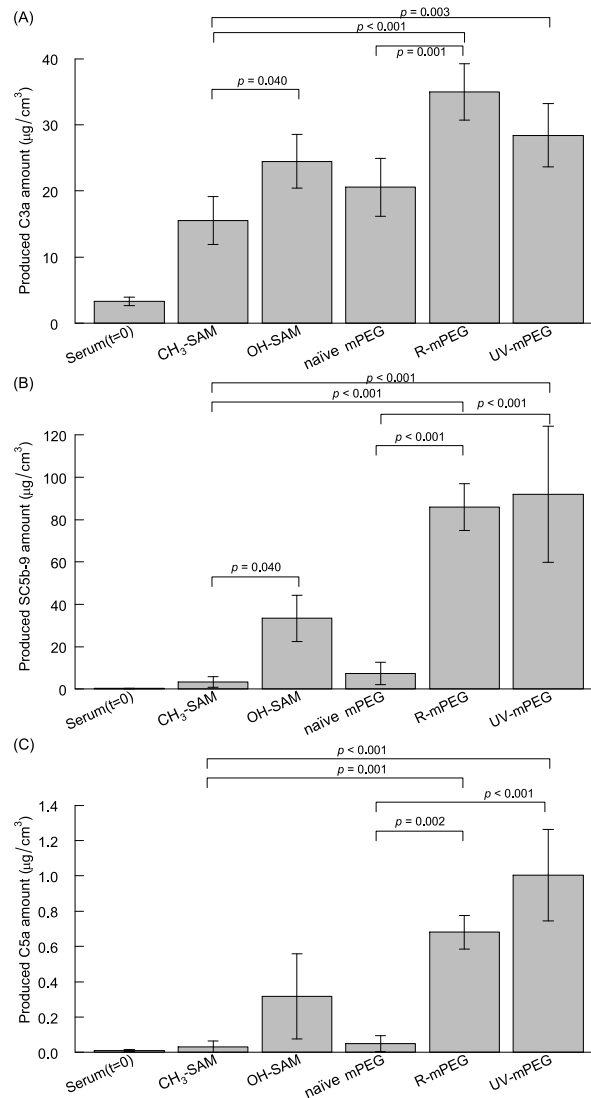 (A)
p = 0.003
p < 0.001
p = 0.001
p = 0.040
Produced C3a amount (μg/cm³)
40
30
20
10
0
Serum(t=0) CH₃-SAM OH-SAM naïve mPEG R-mPEG UV-mPEG
(B)
p < 0.001
p < 0.001
p < 0.001
p < 0.001
p = 0.040
Produced SC5b-9 amount (μg/cm³)
120
100
80
60
40
20
0
Serum(t=0) CH₃-SAM OH-SAM naïve mPEG R-mPEG UV-mPEG
(C)
p < 0.001
p = 0.001
p < 0.001
p = 0.002
Produced C5a amount (μg/cm³)
1.4
1.2
1.0
0.8
0.6
0.4
0.2
0.0
Serum(t=0) CH₃-SAM OH-SAM naïve mPEG R-mPEG UV-mPEG